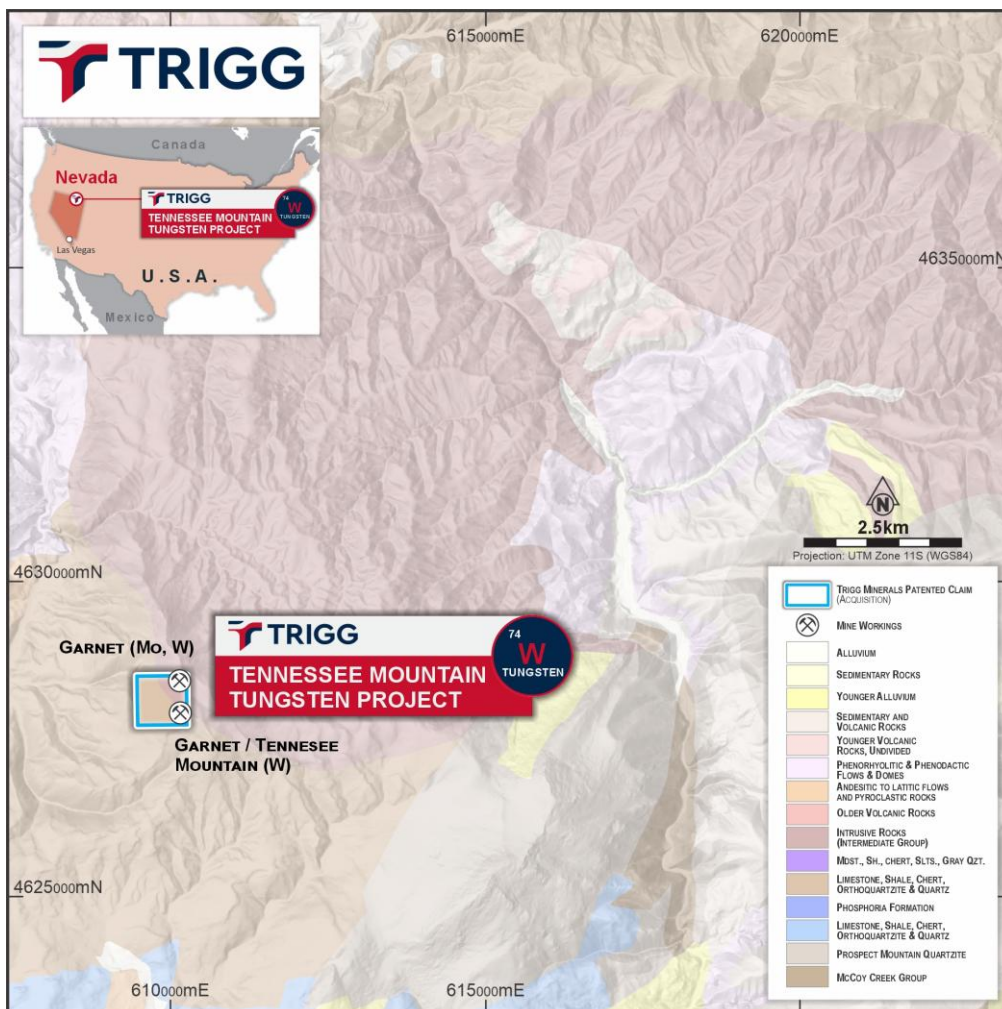 TRIGG
Canada
Nevada
TRIGG
TENNESSEE MOUNTAIN
TUNGSTEN PROJECT
74
W
TUNGSTEN
Las Vegas
U.S.A.
Mexico
615000mE
620000mE
4635000mN
N
2.5km
Projection: UTM Zone 11S (WGS84)
4630000mN
GARNET (MO, W)
TRIGG
TENNESSEE MOUNTAIN
TUNGSTEN PROJECT
74
W
TUNGSTEN
GARNET / TENNESEE
MOUNTAIN (W)
4625000mN
610000mE
615000mE
TRIGG MINERALS PATENTED CLAIM
(ACQUISITION)
MINE WORKINGS
ALLUVIUM
SEDIMENTARY ROCKS
YOUNGER ALLUVIUM
SEDIMENTARY AND
VOLCANIC ROCKS
YOUNGER VOLCANIC
ROCKS, UNDIVIDED
PHENORHYOLITIC & PHENODACTIC
FLOWS & DOMES
ANDESITIC TO LATITIC FLOWS
AND PYROCLASTIC ROCKS
OLDER VOLCANIC ROCKS
INTRUSIVE ROCKS
(INTERMEDIATE GROUP)
MDST., SH., CHERT, SLTS., GRAY QZT.
LIMESTONE, SHALE, CHERT,
ORTHOQUARTZITE & QUARTZ
PHOSPHORIA FORMATION
LIMESTONE, SHALE, CHERT,
ORTHOQUARTZITE & QUARTZ
PROSPECT MOUNTAIN QUARTZITE
MCCOY CREEK GROUP